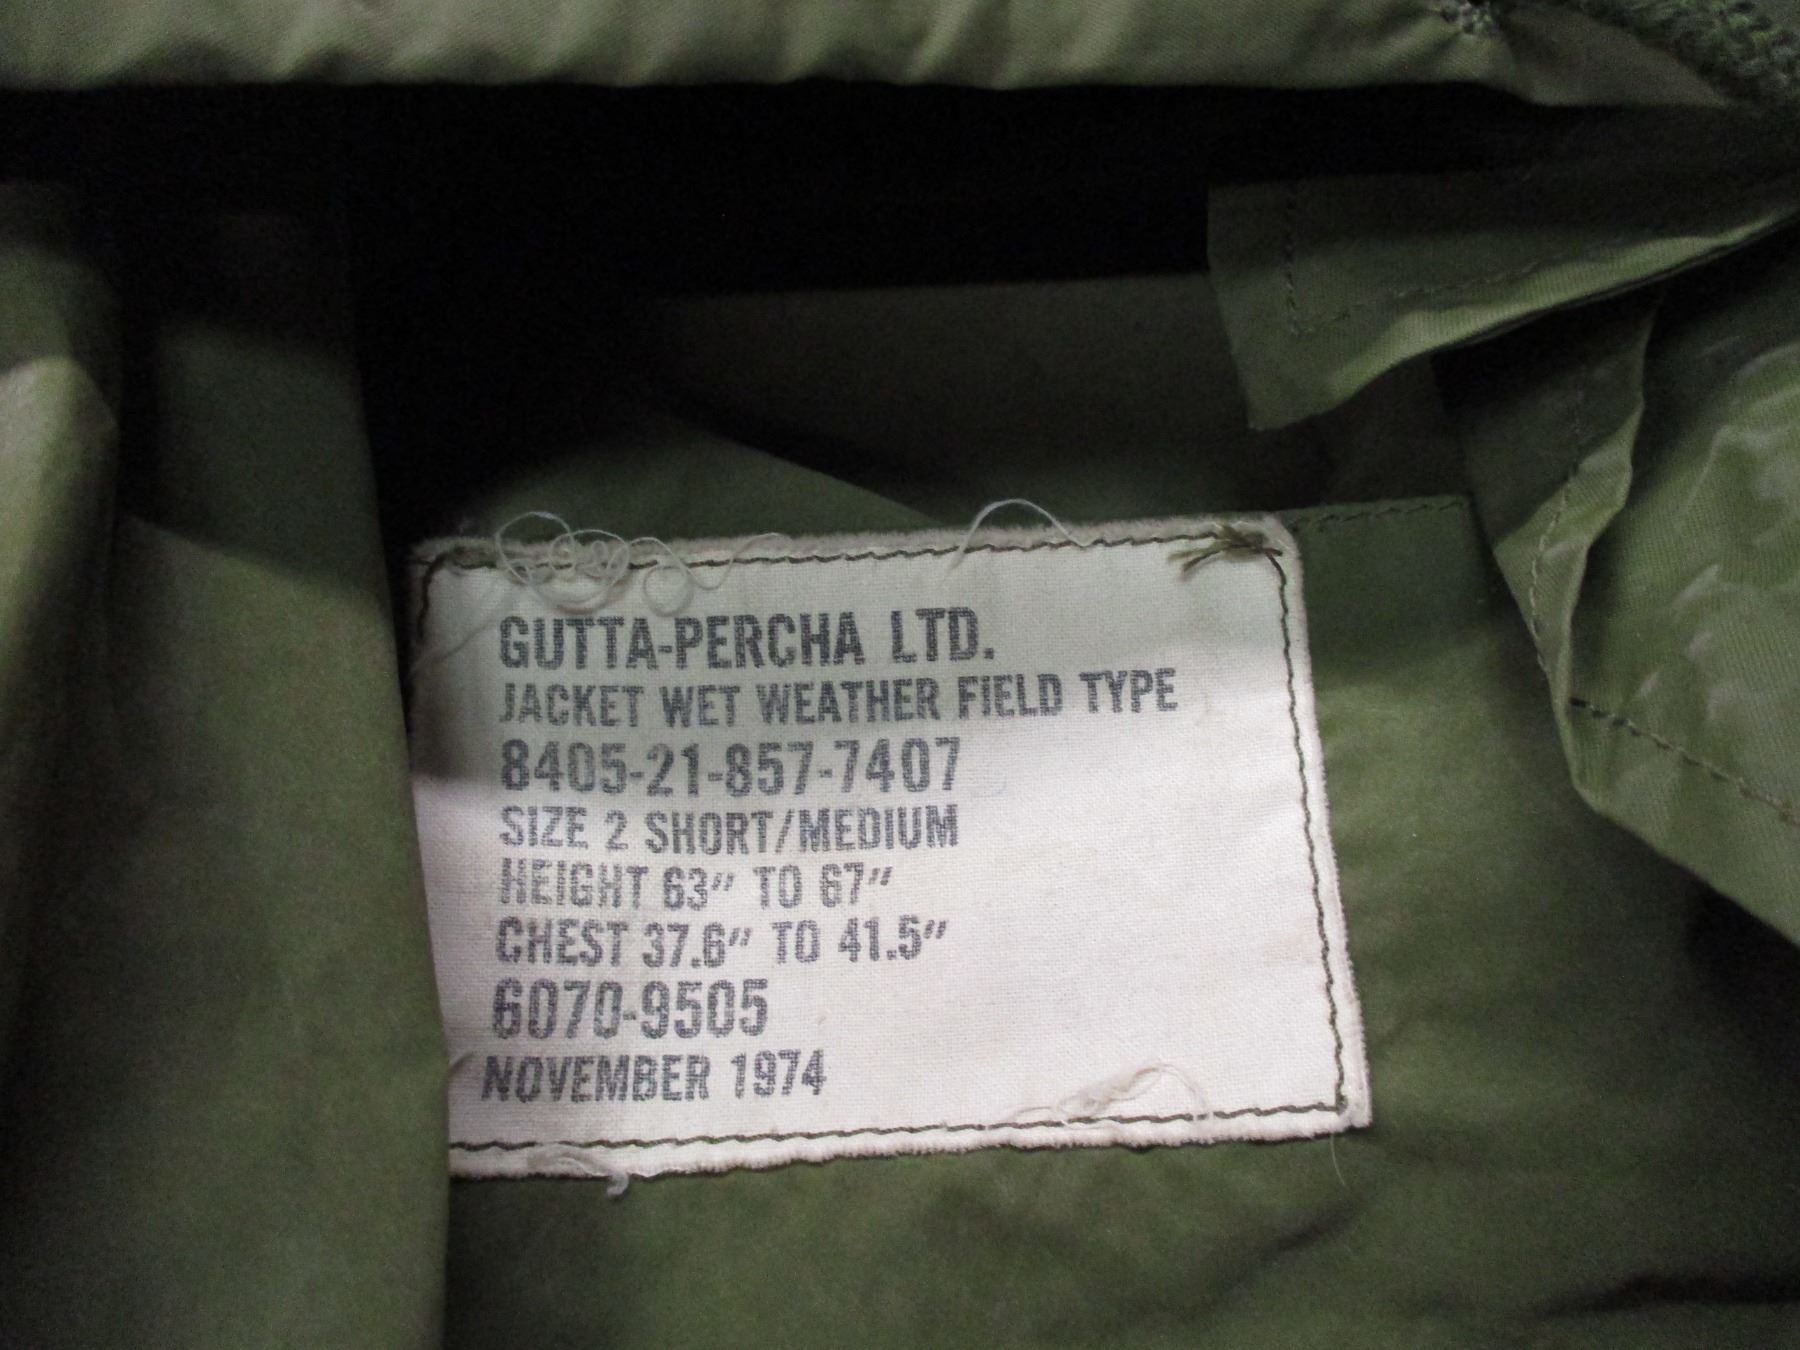 GUTTA-PERCHA LTD.
JACKET WET WEATHER FIELD TYPE
8405-21-857-7407
SIZE 2 SHORT/MEDIUM
HEIGHT 63" TO 67"
CHEST 37.6" TO 41.5"
6070-9505
NOVEMBER 1974